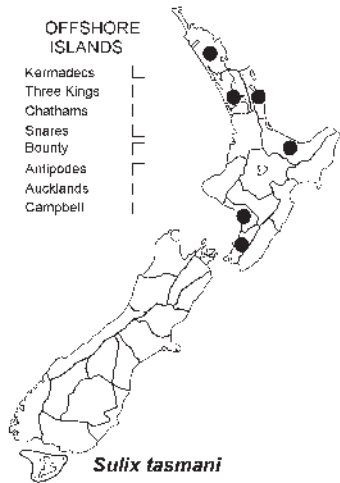 OFFSHORE
ISLANDS
Kermadecs
Three Kings
Chathams
Snares
Bounty
Antipodes
Aucklands
Campbell
Sulix tasmani